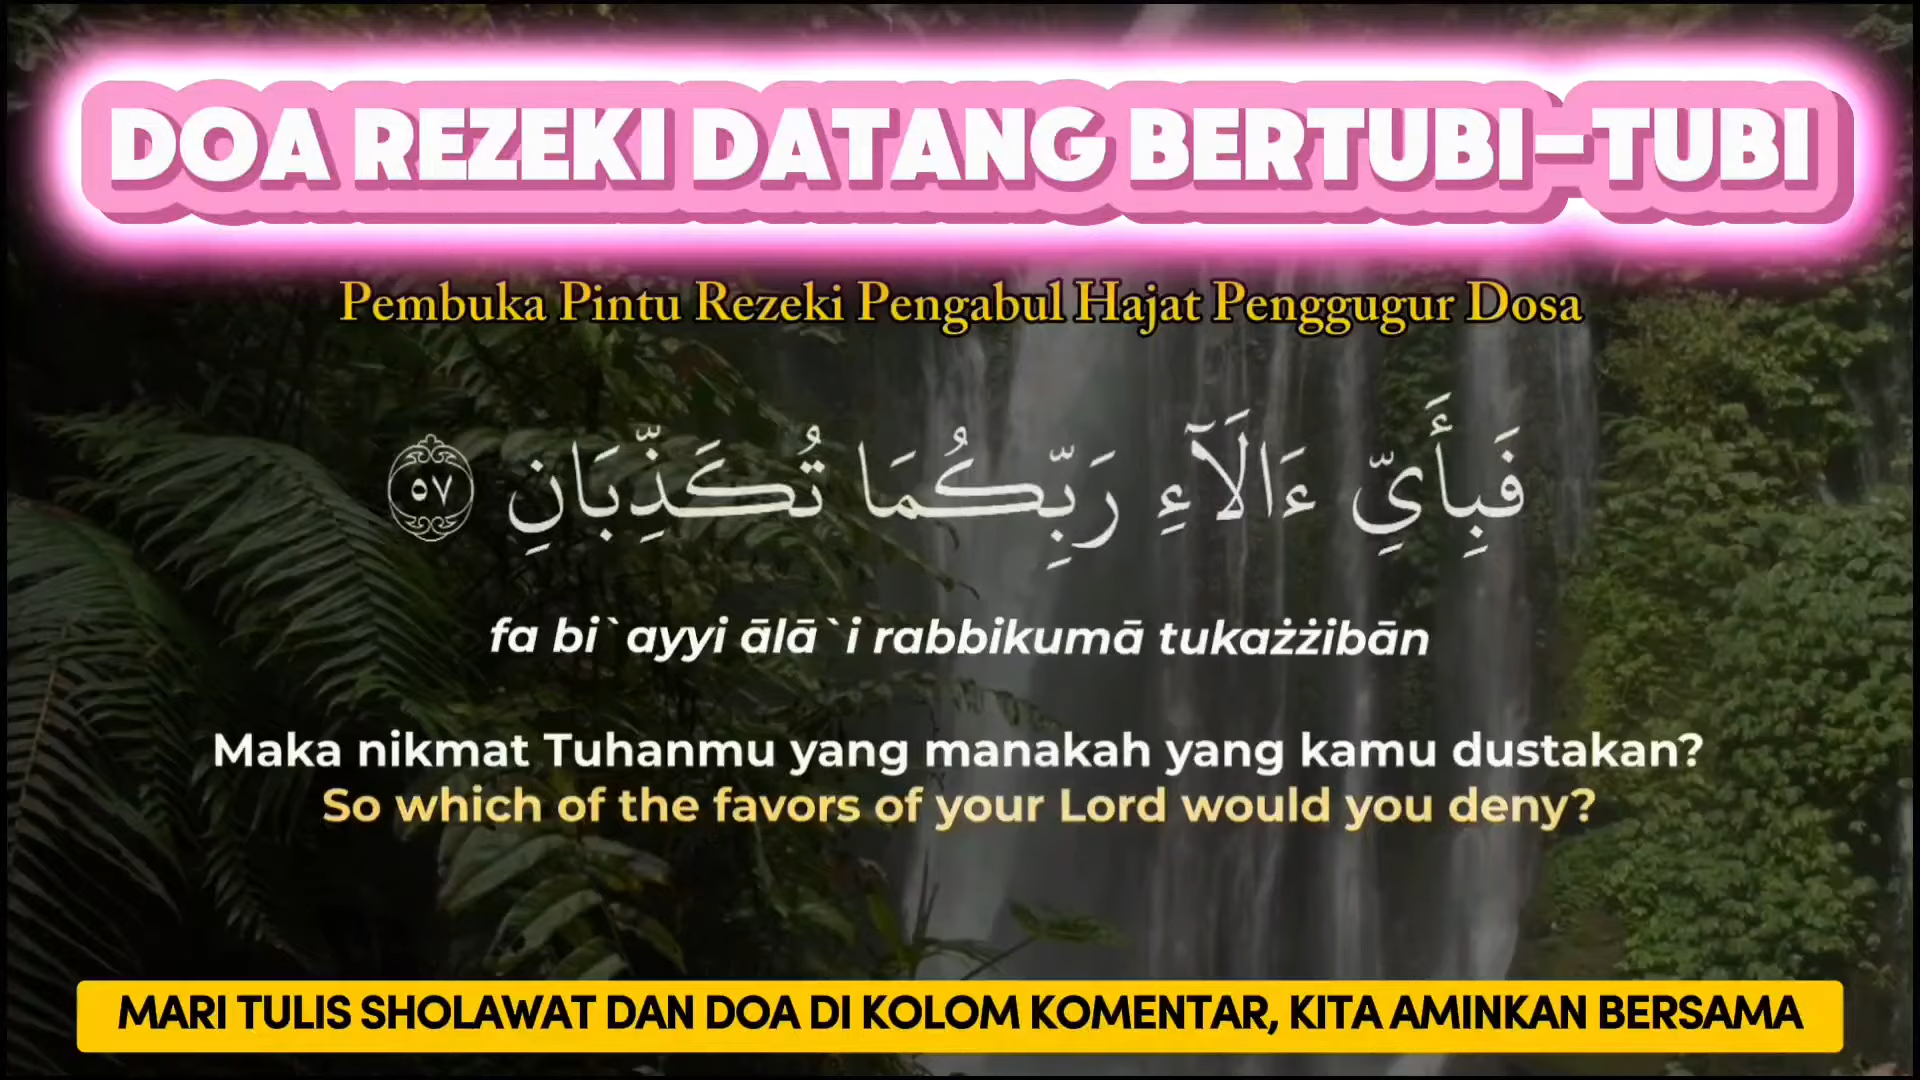 DOA REZEKI DATANG BERTUBI-TUBI
Pembuka Pintu Rezeki Pengabul Hajat Penggugur Dosa
فَبِأَيِّ ءَالَآءِ رَبِّكُمَا تُكَذِّبَانِ ٥٧
fa bi`ayyi ālā`i rabbikumā tukażżibān
Maka nikmat Tuhanmu yang manakah yang kamu dustakan?
So which of the favors of your Lord would you deny?
MARI TULIS SHOLAWAT DAN DOA DI KOLOM KOMENTAR, KITA AMINKAN BERSAMA